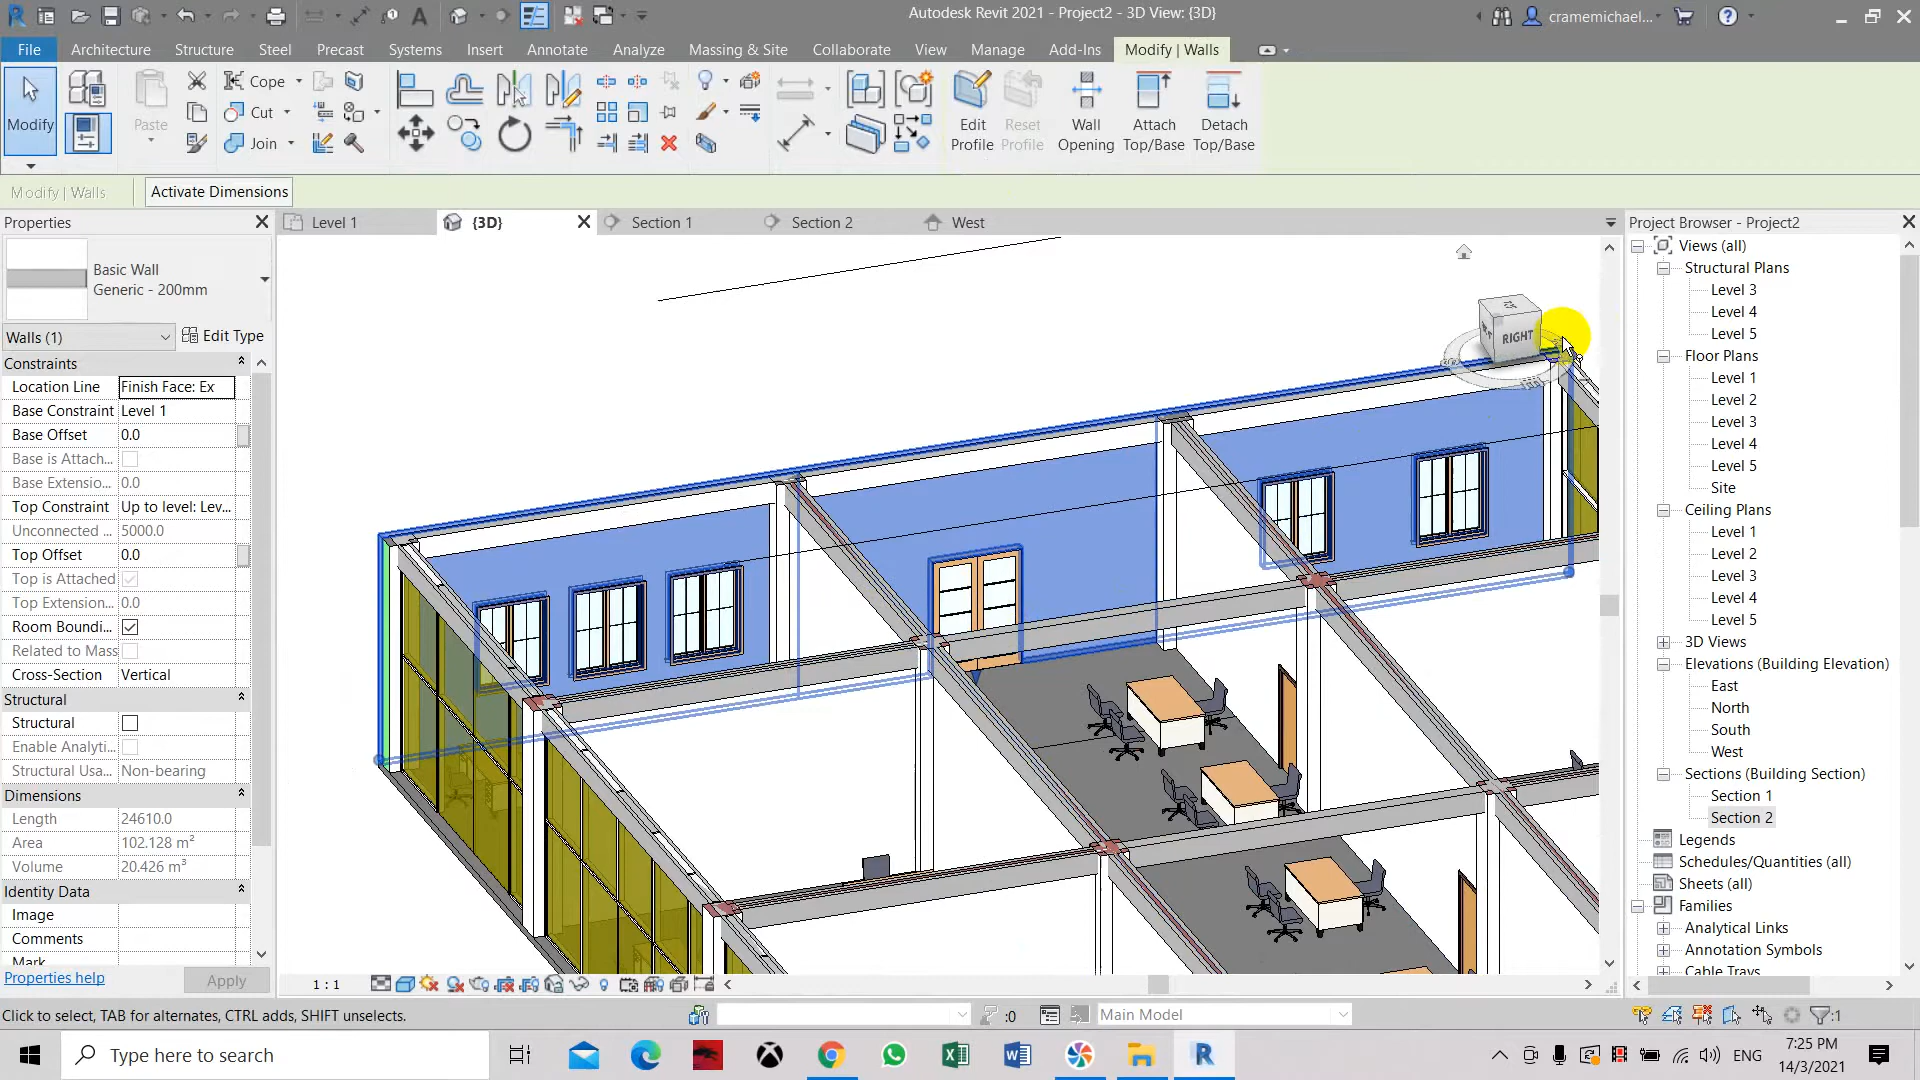 Autodesk Revit 2021 - Project2 - 3D View: {3D}
cramemichael...
File
Architecture
Structure
Steel
Precast
Systems
Insert
Annotate
Analyze
Massing & Site
Collaborate
View
Manage
Add-Ins
Modify | Walls
Modify
Paste
Cope
Cut
Join
Edit
Profile
Reset
Profile
Wall
Opening
Attach
Top/Base
Detach
Top/Base
Modify | Walls
Activate Dimensions
Properties
Level 1
{3D}
Section 1
Section 2
West
Project Browser - Project2
Basic Wall
Generic - 200mm
Walls (1)
Edit Type
Constraints
Location Line Finish Face: Ex
Base Constraint Level 1
Base Offset 0.0
Base is Attach...
Base Extensio... 0.0
Top Constraint Up to level: Lev...
Unconnected ... 5000.0
Top Offset 0.0
Top is Attached
Top Extension... 0.0
Room Boundi...
Related to Mass
Cross-Section Vertical
Structural
Structural
Enable Analyti...
Structural Usa... Non-bearing
Dimensions
Length 24610.0
Area 102.128 m²
Volume 20.426 m³
Identity Data
Image
Comments
Mark
Properties help
Apply
RIGHT
Views (all)
Structural Plans
Level 3
Level 4
Level 5
Floor Plans
Level 1
Level 2
Level 3
Level 4
Level 5
Site
Ceiling Plans
Level 1
Level 2
Level 3
Level 4
Level 5
3D Views
Elevations (Building Elevation)
East
North
South
West
Sections (Building Section)
Section 1
Section 2
Legends
Schedules/Quantities (all)
Sheets (all)
Families
Analytical Links
Annotation Symbols
Cable Trays
1 : 1
Click to select, TAB for alternates, CTRL adds, SHIFT unselects.
:0
Main Model
:1
Type here to search
ENG
7:25 PM
14/3/2021